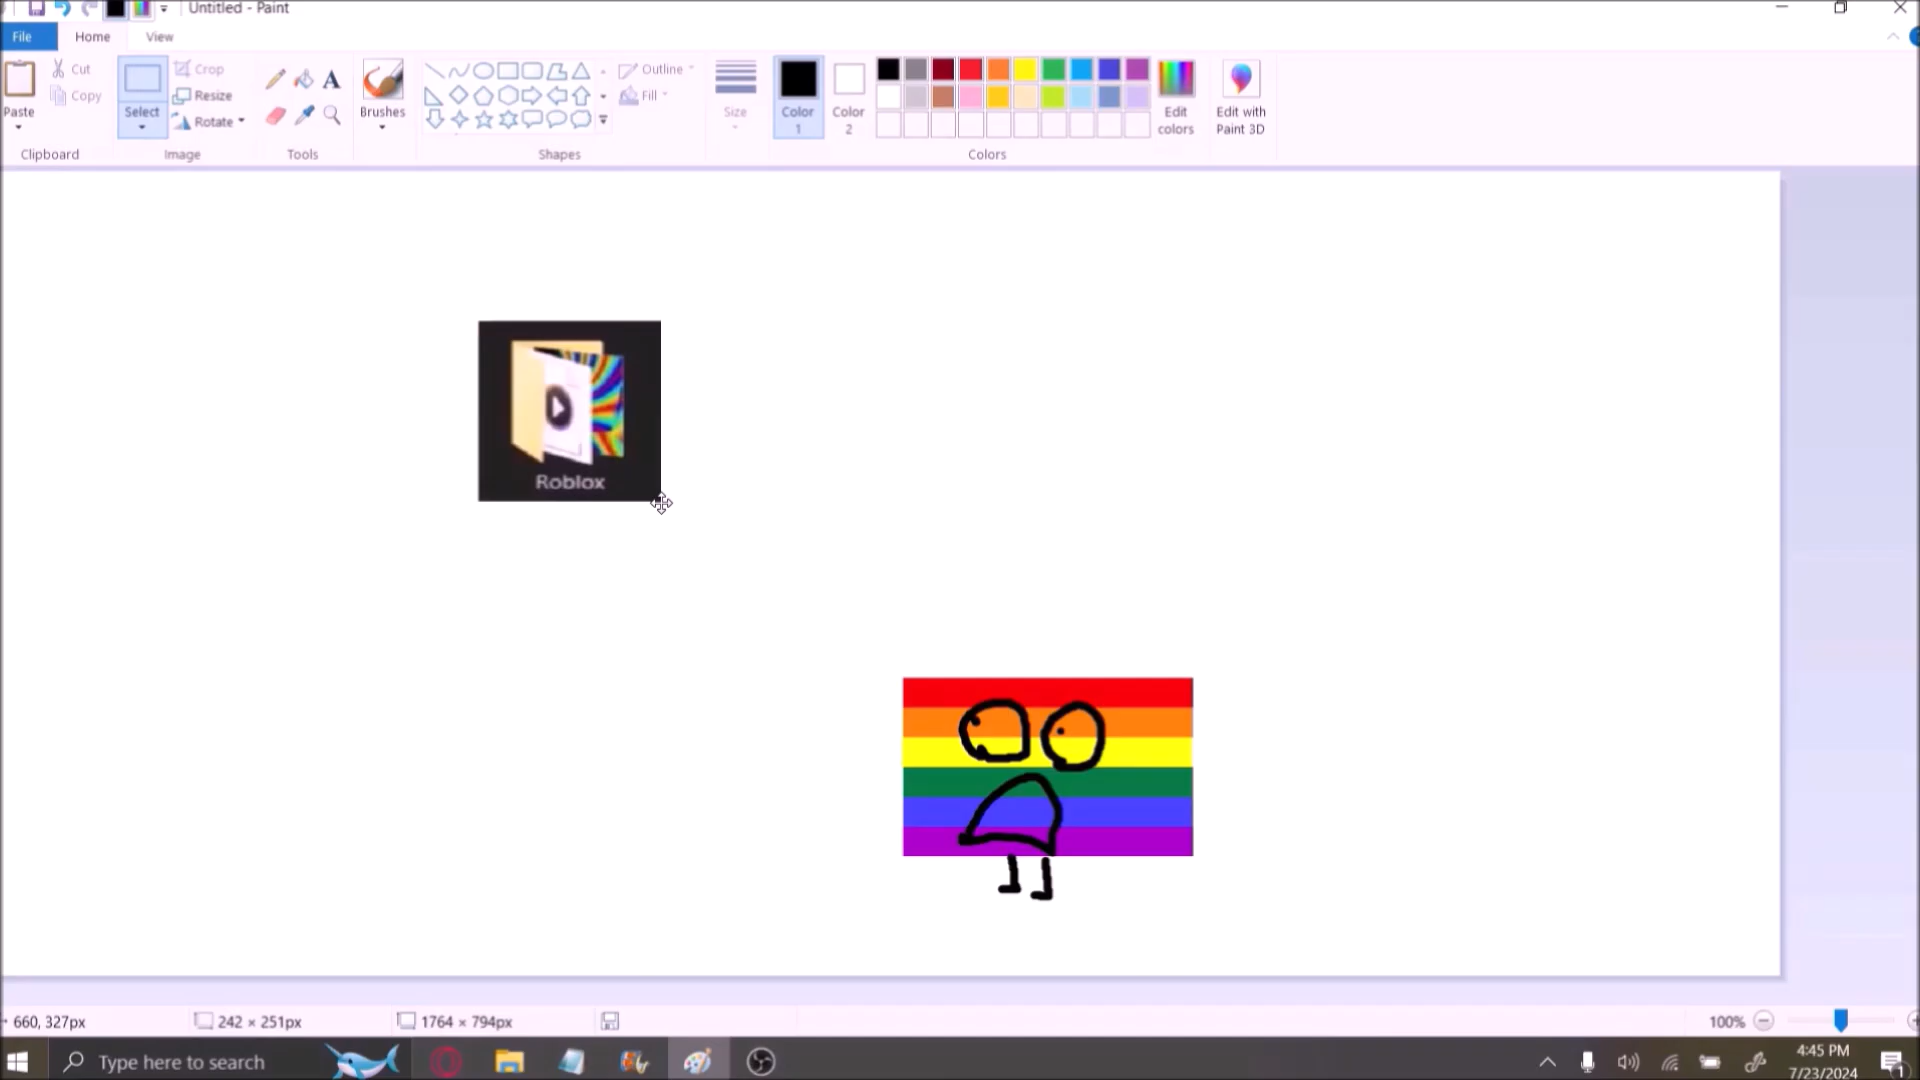 Untitled - Paint
File Home View
Paste
Cut
Copy
Clipboard
Select
Crop
Resize
Rotate
Image
A
Tools
Brushes
Shapes
Outline
Fill
Size
Color 1
Color 2
Edit colors
Colors
Edit with Paint 3D
Roblox
660, 327px
242 × 251px
1764 × 794px
100%
Type here to search
4:45 PM
7/23/2024
1